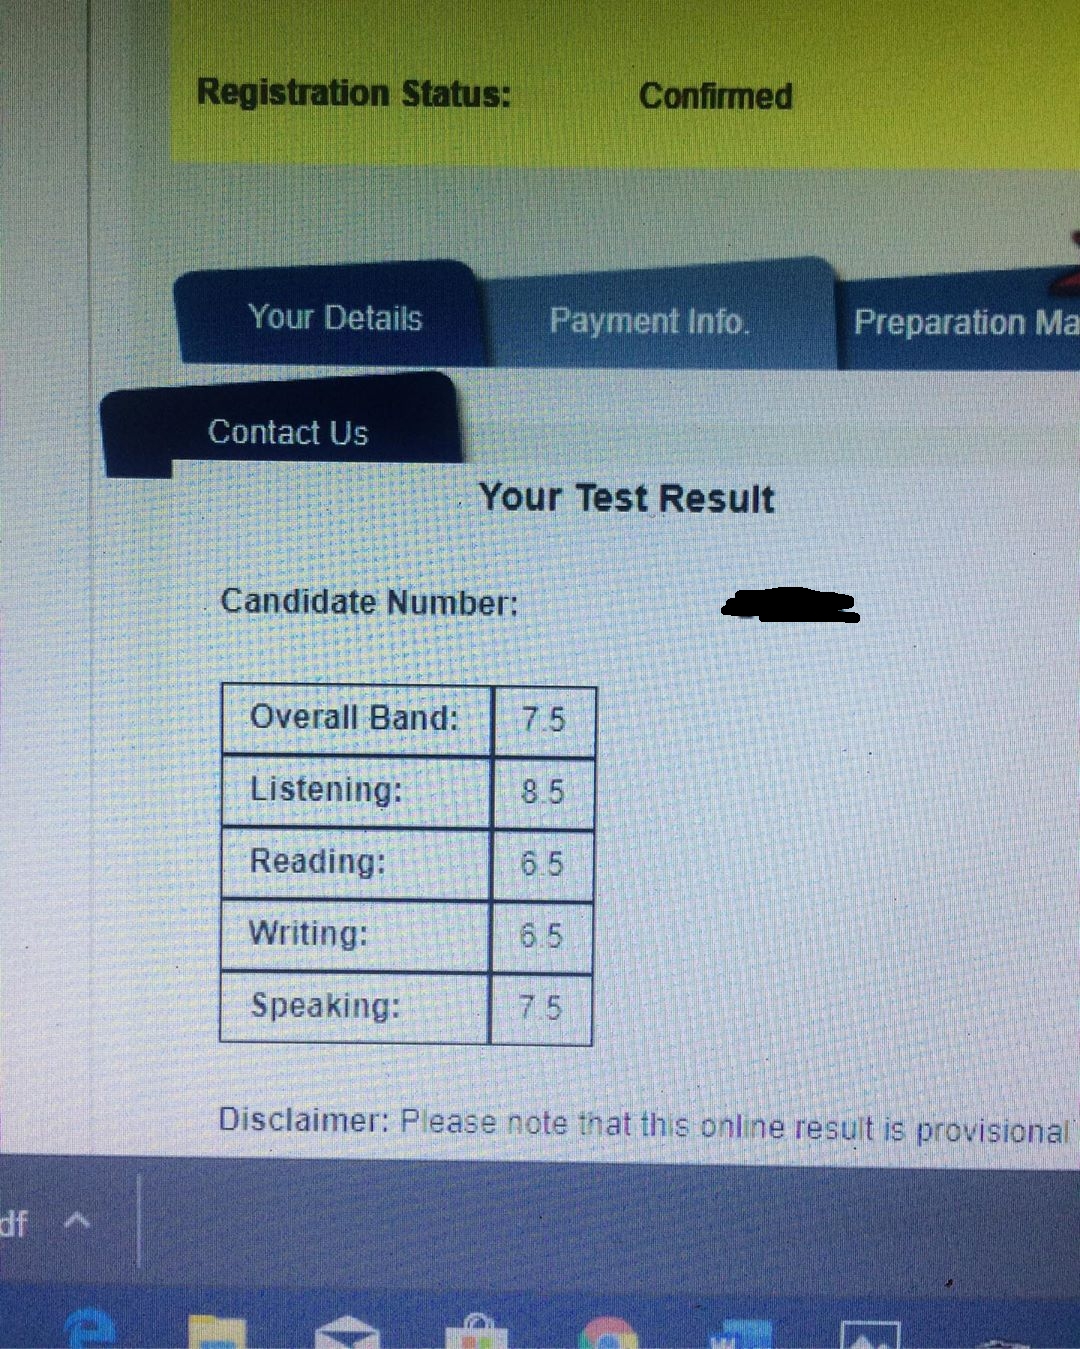 Registration Status: Confirmed
Your Details Payment Info. Preparation Ma
Contact Us
Your Test Result
Candidate Number:
Overall Band: 7.5
Listening: 8.5
Reading: 6.5
Writing: 6.5
Speaking: 7.5
Disclaimer: Please note that this online result is provisional
df